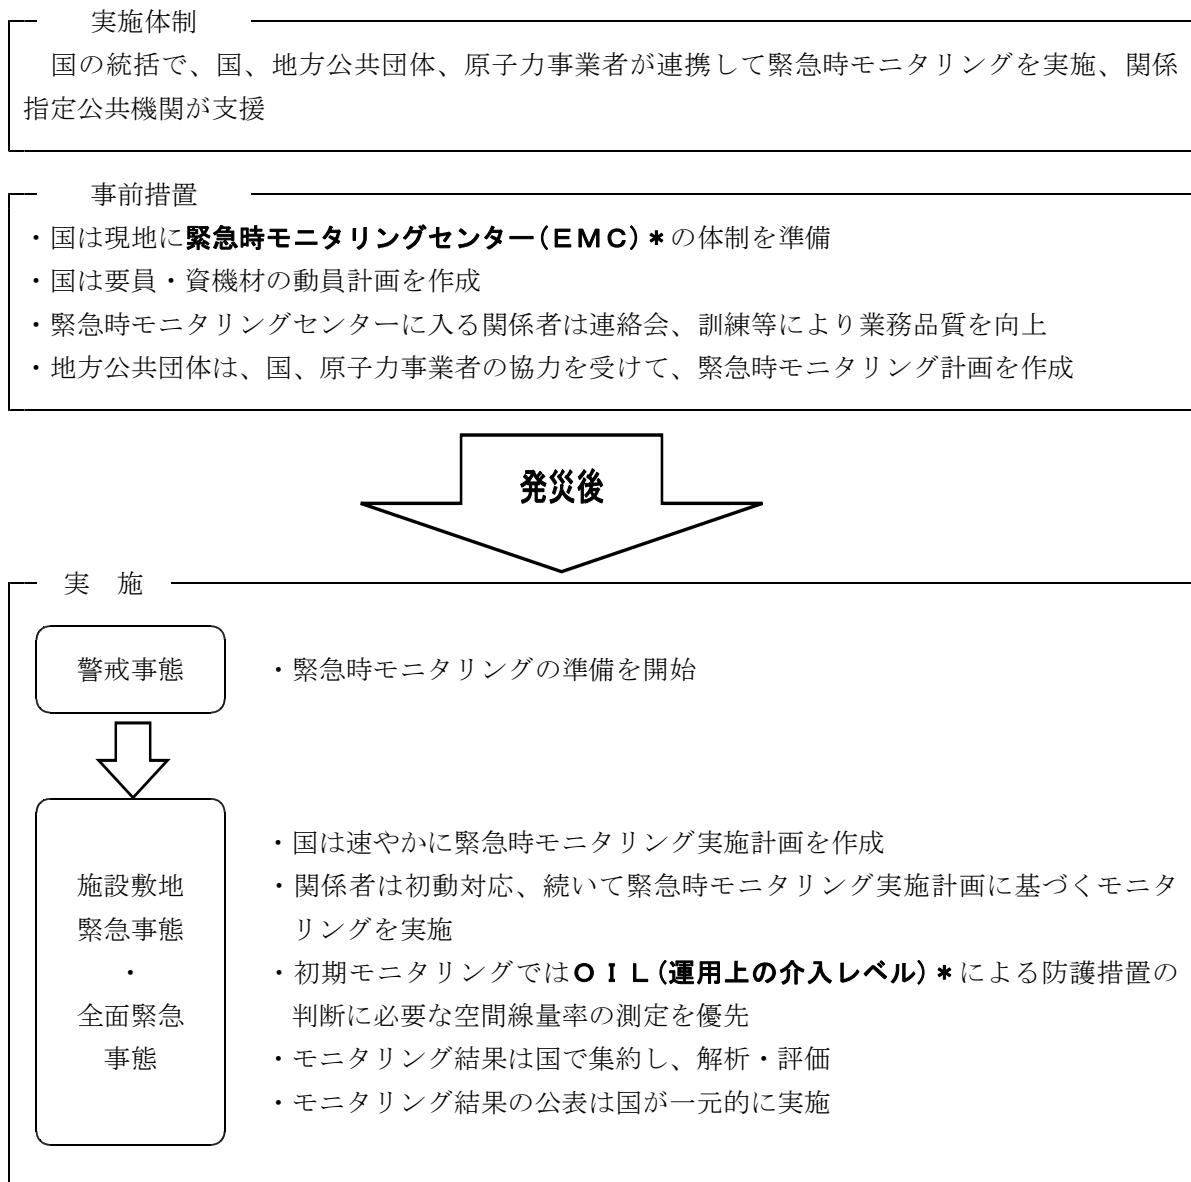 実施体制
国の統括で、国、地方公共団体、原子力事業者が連携して緊急時モニタリングを実施、関係
指定公共機関が支援
事前措置
・国は現地に緊急時モニタリングセンター(EMC)*の体制を準備
・国は要員・資機材の動員計画を作成
・緊急時モニタリングセンターに入る関係者は連絡会、訓練等により業務品質を向上
・地方公共団体は、国、原子力事業者の協力を受けて、緊急時モニタリング計画を作成
発災後
実 施
警戒事態
・緊急時モニタリングの準備を開始
施設敷地
緊急事態
・
全面緊急
事態
・国は速やかに緊急時モニタリング実施計画を作成
・関係者は初動対応、続いて緊急時モニタリング実施計画に基づくモニタ
リングを実施
・初期モニタリングではOIL(運用上の介入レベル)*による防護措置の
判断に必要な空間線量率の測定を優先
・モニタリング結果は国で集約し、解析・評価
・モニタリング結果の公表は国が一元的に実施